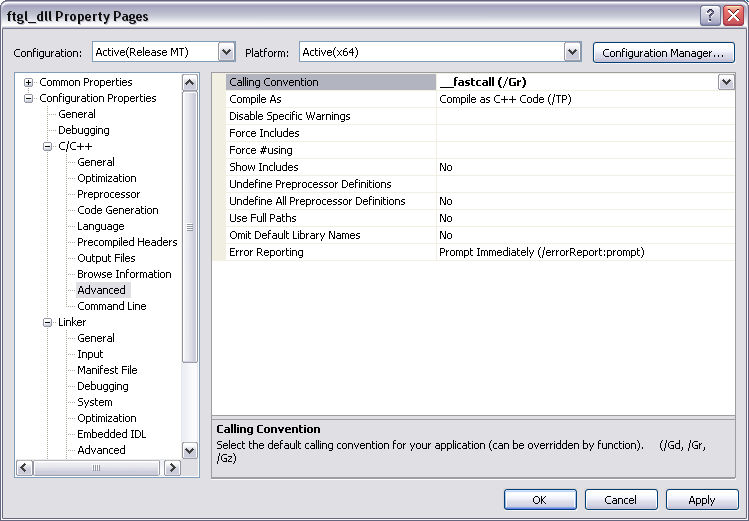 ftgl_dll Property Pages
Configuration: Active(Release MT) Platform: Active(x64) Configuration Manager...
Common Properties
Configuration Properties
General
Debugging
C/C++
General
Optimization
Preprocessor
Code Generation
Language
Precompiled Headers
Output Files
Browse Information
Advanced
Command Line
Linker
General
Input
Manifest File
Debugging
System
Optimization
Embedded IDL
Advanced
Calling Convention __fastcall (/Gr)
Compile As Compile as C++ Code (/TP)
Disable Specific Warnings
Force Includes
Force #using
Show Includes No
Undefine Preprocessor Definitions
Undefine All Preprocessor Definitions No
Use Full Paths No
Omit Default Library Names No
Error Reporting Prompt Immediately (/errorReport:prompt)
Calling Convention
Select the default calling convention for your application (can be overridden by function). (/Gd, /Gr,
/Gz)
OK Cancel Apply